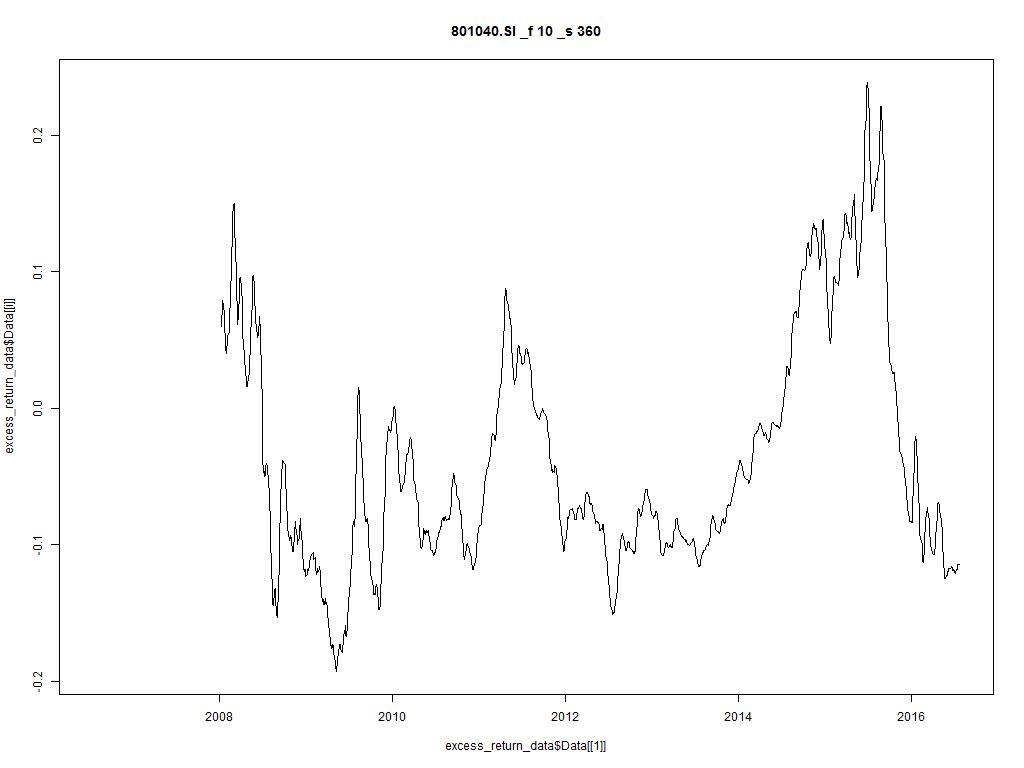 801040.SI _f 10 _s 360
excess_return_data$Data[[i]]
0.2
0.1
0.0
-0.1
-0.2
2008 2010 2012 2014 2016
excess_return_data$Data[[1]]